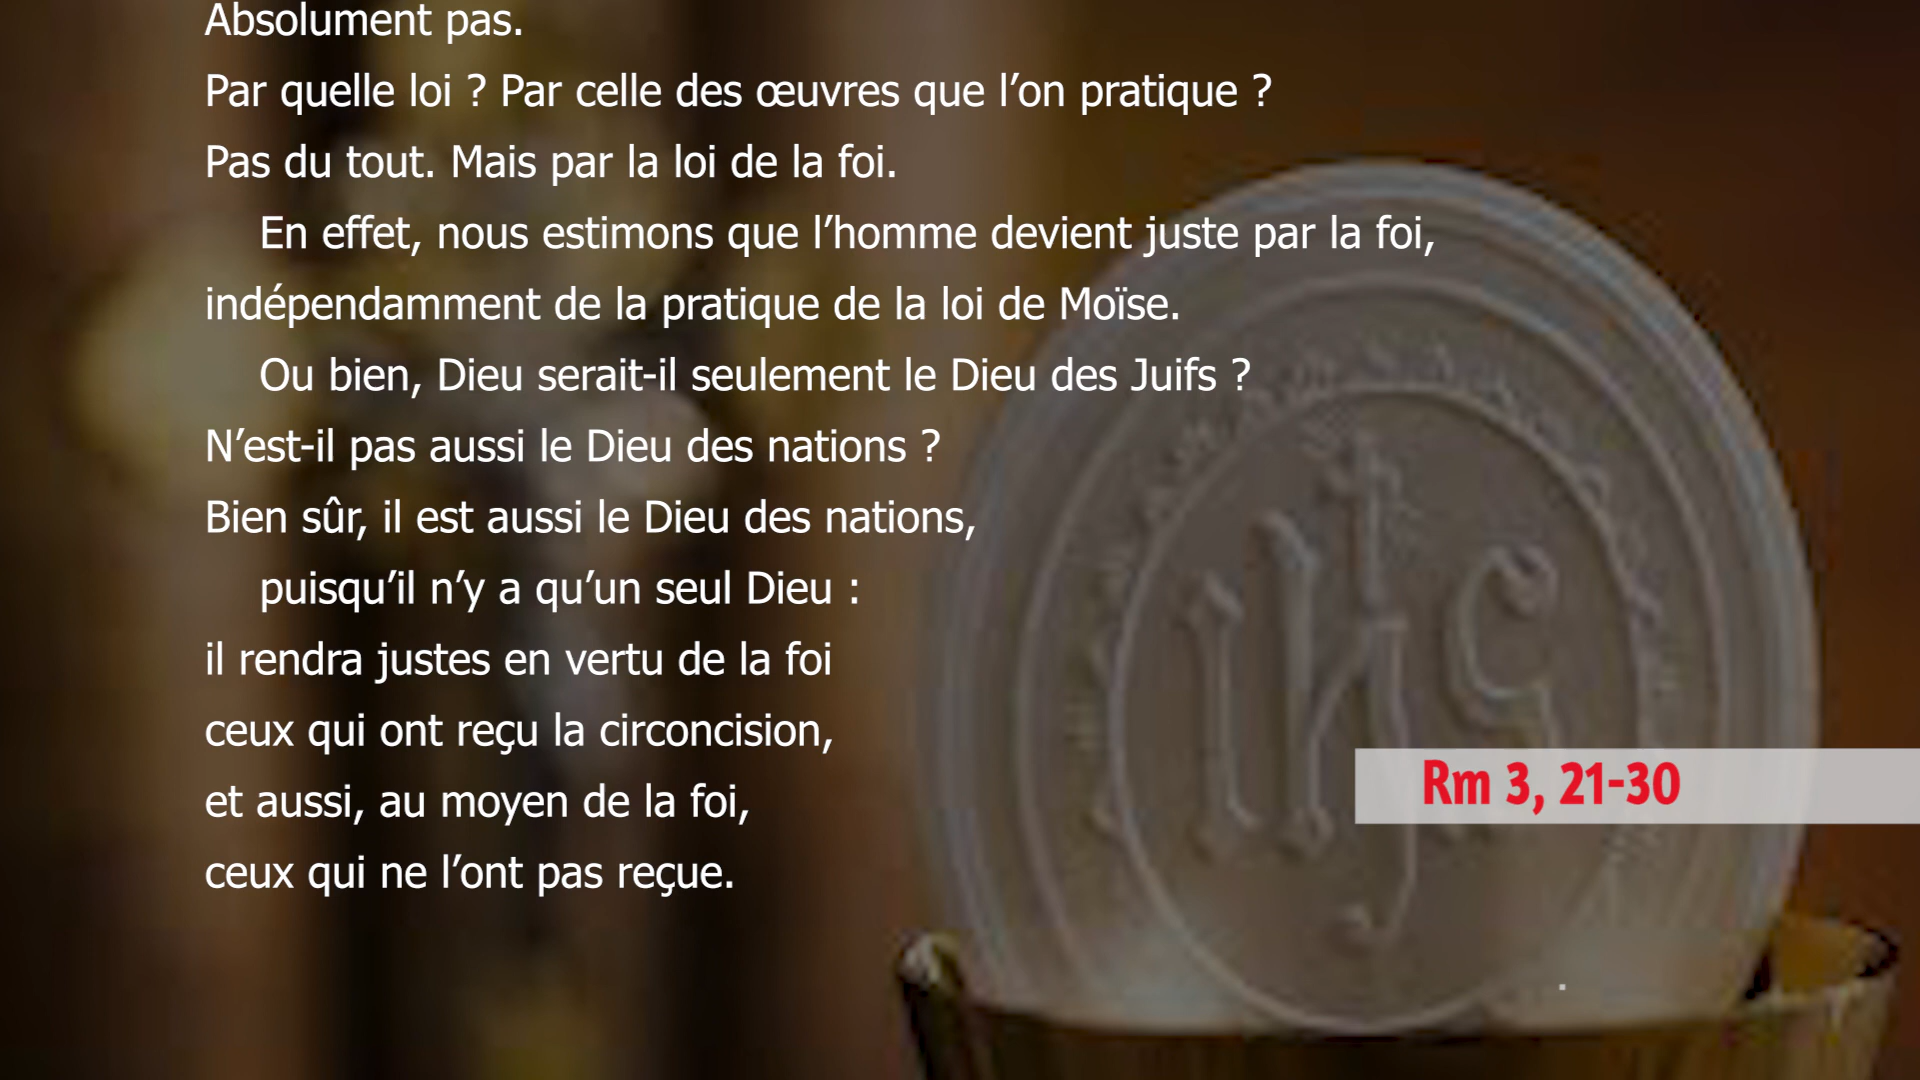 Absolument pas.
Par quelle loi ? Par celle des œuvres que l’on pratique ?
Pas du tout. Mais par la loi de la foi.
En effet, nous estimons que l’homme devient juste par la foi,
indépendamment de la pratique de la loi de Moïse.
Ou bien, Dieu serait-il seulement le Dieu des Juifs ?
N’est-il pas aussi le Dieu des nations ?
Bien sûr, il est aussi le Dieu des nations,
puisqu’il n’y a qu’un seul Dieu :
il rendra justes en vertu de la foi
ceux qui ont reçu la circoncision,
et aussi, au moyen de la foi,
ceux qui ne l’ont pas reçue.
Rm 3, 21-30
ihs